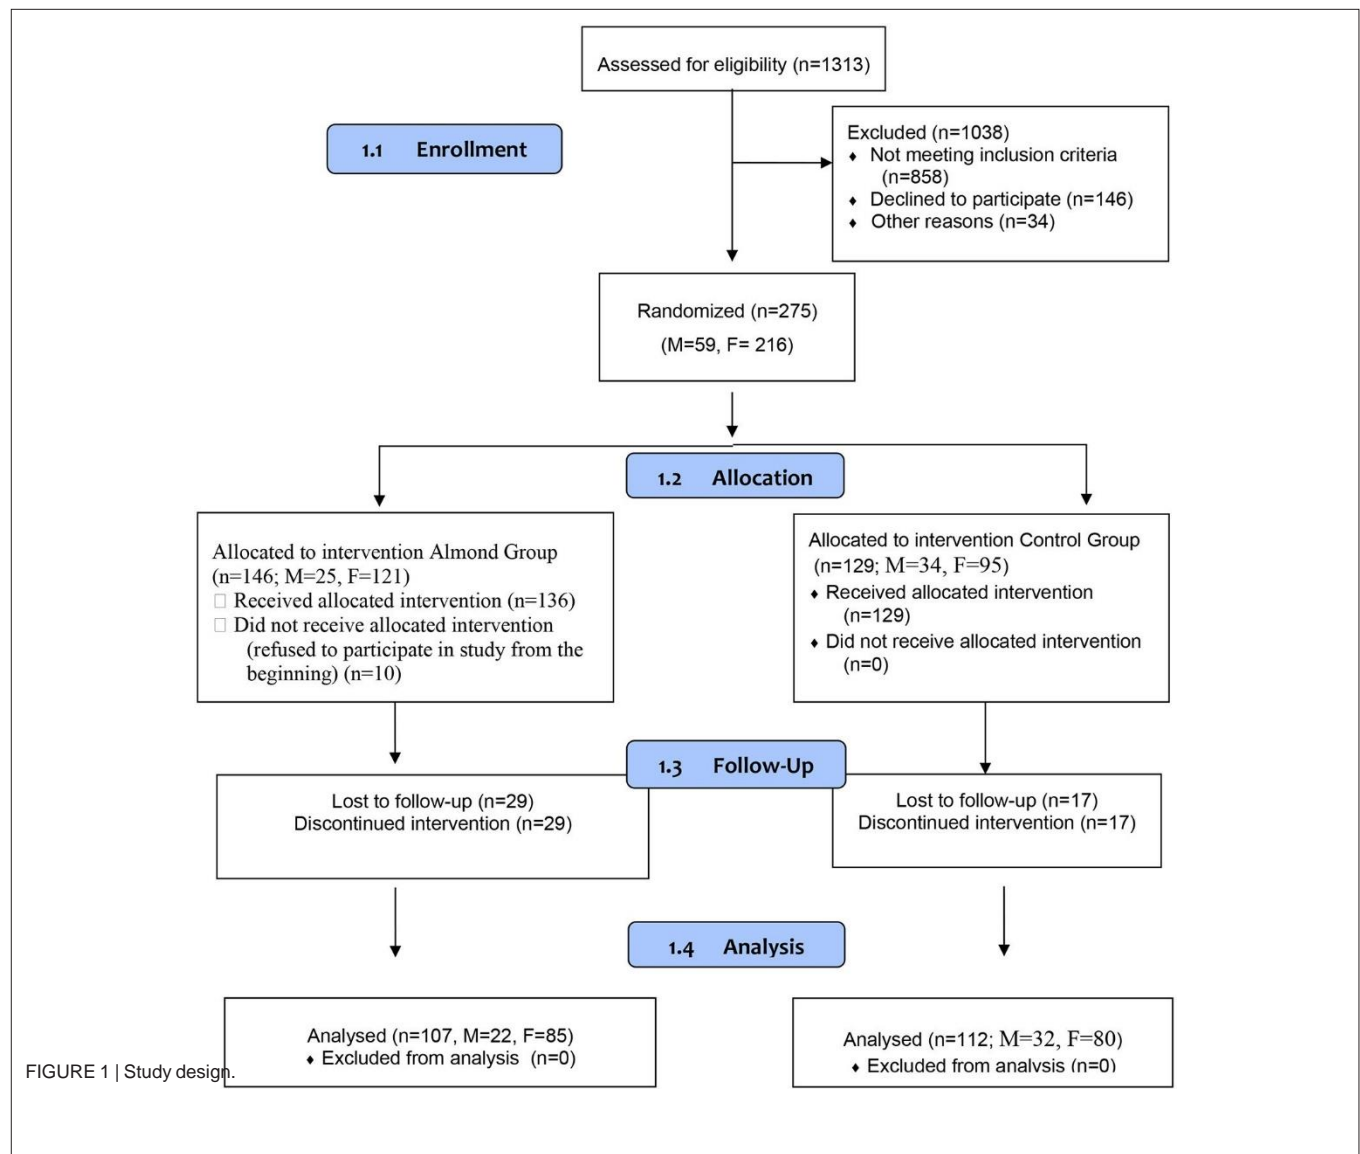 Assessed for eligibility (n=1313)
1.1 Enrollment
Excluded (n=1038)
♦ Not meeting inclusion criteria
(n=858)
♦ Declined to participate (n=146)
♦ Other reasons (n=34)
Randomized (n=275)
(M=59, F= 216)
1.2 Allocation
Allocated to intervention Almond Group
(n=146; M=25, F=121)
□ Received allocated intervention (n=136)
□ Did not receive allocated intervention
(refused to participate in study from the
beginning) (n=10)
Allocated to intervention Control Group
(n=129; M=34, F=95)
♦ Received allocated intervention
(n=129)
♦ Did not receive allocated intervention
(n=0)
1.3 Follow-Up
Lost to follow-up (n=29)
Discontinued intervention (n=29)
Lost to follow-up (n=17)
Discontinued intervention (n=17)
1.4 Analysis
Analysed (n=107, M=22, F=85)
♦ Excluded from analysis (n=0)
Analysed (n=112; M=32, F=80)
♦ Excluded from analysis (n=0)
FIGURE 1 | Study design.